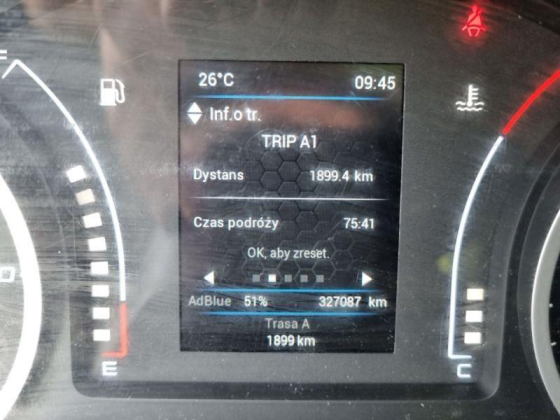 26°C 09:45
Inf.o tr.
TRIP A1
Dystans 1899.4 km
Czas podróży 75:41
OK, aby zreset.
AdBlue 51% 327087 km
Trasa A
1899 km
E
C